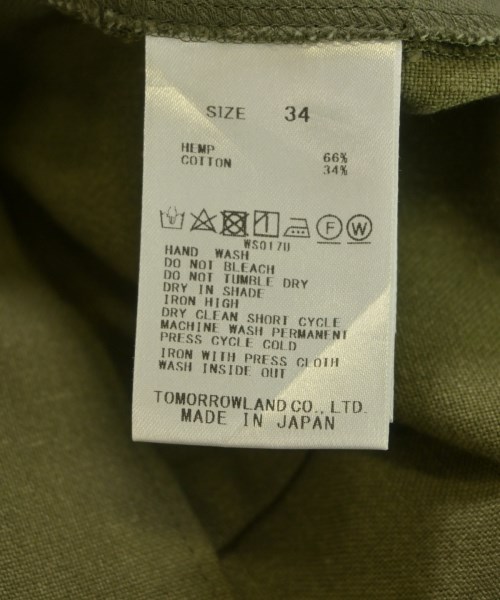 SIZE 34
HEMP 66%
COTTON 34%
F W
WS017U
HAND WASH
DO NOT BLEACH
DO NOT TUMBLE DRY
DRY IN SHADE
IRON HIGH
DRY CLEAN SHORT CYCLE
MACHINE WASH PERMANENT
PRESS CYCLE COLD
IRON WITH PRESS CLOTH
WASH INSIDE OUT
TOMORROWLAND CO., LTD.
MADE IN JAPAN